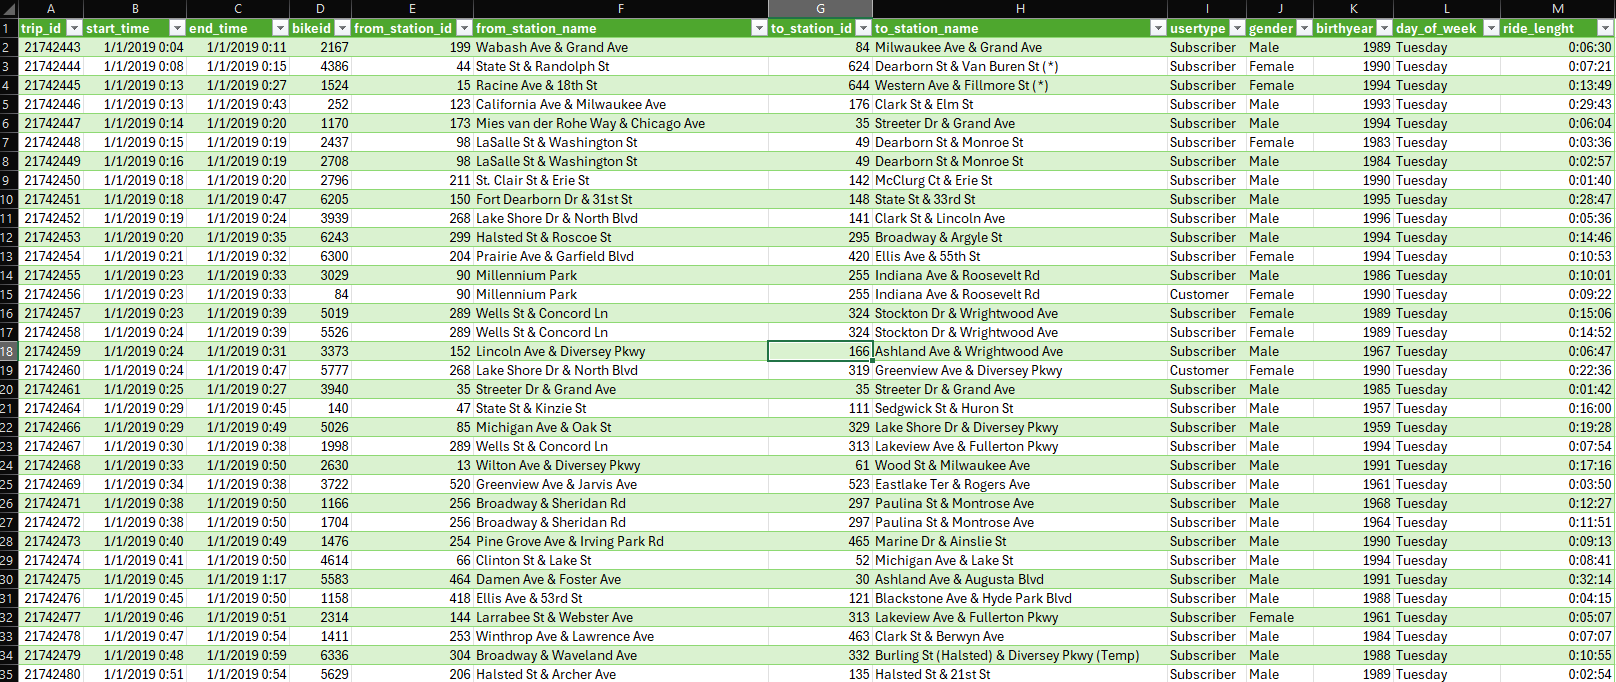 A B C D E F G H I J K L M
1 trip_id start_time end_time bikeid from_station_id from_station_name to_station_id to_station_name usertype gender birthyear day_of_week ride_lenght
2 21742443 1/1/2019 0:04 1/1/2019 0:11 2167 199 Wabash Ave & Grand Ave 84 Milwaukee Ave & Grand Ave Subscriber Male 1989 Tuesday 0:06:30
3 21742444 1/1/2019 0:08 1/1/2019 0:15 4386 44 State St & Randolph St 624 Dearborn St & Van Buren St (*) Subscriber Female 1990 Tuesday 0:07:21
4 21742445 1/1/2019 0:13 1/1/2019 0:27 1524 15 Racine Ave & 18th St 644 Western Ave & Fillmore St (*) Subscriber Female 1994 Tuesday 0:13:49
5 21742446 1/1/2019 0:13 1/1/2019 0:43 252 123 California Ave & Milwaukee Ave 176 Clark St & Elm St Subscriber Male 1993 Tuesday 0:29:43
6 21742447 1/1/2019 0:14 1/1/2019 0:20 1170 173 Mies van der Rohe Way & Chicago Ave 35 Streeter Dr & Grand Ave Subscriber Male 1994 Tuesday 0:06:04
7 21742448 1/1/2019 0:15 1/1/2019 0:19 2437 98 LaSalle St & Washington St 49 Dearborn St & Monroe St Subscriber Female 1983 Tuesday 0:03:36
8 21742449 1/1/2019 0:16 1/1/2019 0:19 2708 98 LaSalle St & Washington St 49 Dearborn St & Monroe St Subscriber Male 1984 Tuesday 0:02:57
9 21742450 1/1/2019 0:18 1/1/2019 0:20 2796 211 St. Clair St & Erie St 142 McClurg Ct & Erie St Subscriber Male 1990 Tuesday 0:01:40
10 21742451 1/1/2019 0:18 1/1/2019 0:47 6205 150 Fort Dearborn Dr & 31st St 148 State St & 33rd St Subscriber Male 1995 Tuesday 0:28:47
11 21742452 1/1/2019 0:19 1/1/2019 0:24 3939 268 Lake Shore Dr & North Blvd 141 Clark St & Lincoln Ave Subscriber Male 1996 Tuesday 0:05:36
12 21742453 1/1/2019 0:20 1/1/2019 0:35 6243 299 Halsted St & Roscoe St 295 Broadway & Argyle St Subscriber Male 1994 Tuesday 0:14:46
13 21742454 1/1/2019 0:21 1/1/2019 0:32 6300 204 Prairie Ave & Garfield Blvd 420 Ellis Ave & 55th St Subscriber Female 1994 Tuesday 0:10:53
14 21742455 1/1/2019 0:23 1/1/2019 0:33 3029 90 Millennium Park 255 Indiana Ave & Roosevelt Rd Subscriber Male 1986 Tuesday 0:10:01
15 21742456 1/1/2019 0:23 1/1/2019 0:33 84 90 Millennium Park 255 Indiana Ave & Roosevelt Rd Customer Female 1990 Tuesday 0:09:22
16 21742457 1/1/2019 0:23 1/1/2019 0:39 5019 289 Wells St & Concord Ln 324 Stockton Dr & Wrightwood Ave Subscriber Female 1989 Tuesday 0:15:06
17 21742458 1/1/2019 0:24 1/1/2019 0:39 5526 289 Wells St & Concord Ln 324 Stockton Dr & Wrightwood Ave Subscriber Female 1989 Tuesday 0:14:52
18 21742459 1/1/2019 0:24 1/1/2019 0:31 3373 152 Lincoln Ave & Diversey Pkwy 166 Ashland Ave & Wrightwood Ave Subscriber Male 1967 Tuesday 0:06:47
19 21742460 1/1/2019 0:24 1/1/2019 0:47 5777 268 Lake Shore Dr & North Blvd 319 Greenview Ave & Diversey Pkwy Customer Female 1990 Tuesday 0:22:36
20 21742461 1/1/2019 0:25 1/1/2019 0:27 3940 35 Streeter Dr & Grand Ave 35 Streeter Dr & Grand Ave Subscriber Male 1985 Tuesday 0:01:42
21 21742464 1/1/2019 0:29 1/1/2019 0:45 140 47 State St & Kinzie St 111 Sedgwick St & Huron St Subscriber Male 1957 Tuesday 0:16:00
22 21742466 1/1/2019 0:29 1/1/2019 0:49 5026 85 Michigan Ave & Oak St 329 Lake Shore Dr & Diversey Pkwy Subscriber Male 1959 Tuesday 0:19:28
23 21742467 1/1/2019 0:30 1/1/2019 0:38 1998 289 Wells St & Concord Ln 313 Lakeview Ave & Fullerton Pkwy Subscriber Male 1994 Tuesday 0:07:54
24 21742468 1/1/2019 0:33 1/1/2019 0:50 2630 13 Wilton Ave & Diversey Pkwy 61 Wood St & Milwaukee Ave Subscriber Male 1991 Tuesday 0:17:16
25 21742469 1/1/2019 0:34 1/1/2019 0:38 3722 520 Greenview Ave & Jarvis Ave 523 Eastlake Ter & Rogers Ave Subscriber Male 1961 Tuesday 0:03:50
26 21742471 1/1/2019 0:38 1/1/2019 0:50 1166 256 Broadway & Sheridan Rd 297 Paulina St & Montrose Ave Subscriber Male 1968 Tuesday 0:12:27
27 21742472 1/1/2019 0:38 1/1/2019 0:50 1704 256 Broadway & Sheridan Rd 297 Paulina St & Montrose Ave Subscriber Male 1964 Tuesday 0:11:51
28 21742473 1/1/2019 0:40 1/1/2019 0:49 1476 254 Pine Grove Ave & Irving Park Rd 465 Marine Dr & Ainslie St Subscriber Male 1990 Tuesday 0:09:13
29 21742474 1/1/2019 0:41 1/1/2019 0:50 4614 66 Clinton St & Lake St 52 Michigan Ave & Lake St Subscriber Male 1994 Tuesday 0:08:41
30 21742475 1/1/2019 0:45 1/1/2019 1:17 5583 464 Damen Ave & Foster Ave 30 Ashland Ave & Augusta Blvd Subscriber Male 1991 Tuesday 0:32:14
31 21742476 1/1/2019 0:45 1/1/2019 0:50 1158 418 Ellis Ave & 53rd St 121 Blackstone Ave & Hyde Park Blvd Subscriber Male 1988 Tuesday 0:04:15
32 21742477 1/1/2019 0:46 1/1/2019 0:51 2314 144 Larrabee St & Webster Ave 313 Lakeview Ave & Fullerton Pkwy Subscriber Female 1961 Tuesday 0:05:07
33 21742478 1/1/2019 0:47 1/1/2019 0:54 1411 253 Winthrop Ave & Lawrence Ave 463 Clark St & Berwyn Ave Subscriber Male 1984 Tuesday 0:07:07
34 21742479 1/1/2019 0:48 1/1/2019 0:59 6336 304 Broadway & Waveland Ave 332 Burling St (Halsted) & Diversey Pkwy (Temp) Subscriber Male 1988 Tuesday 0:10:55
35 21742480 1/1/2019 0:51 1/1/2019 0:54 5629 206 Halsted St & Archer Ave 135 Halsted St & 21st St Subscriber Male 1989 Tuesday 0:02:54